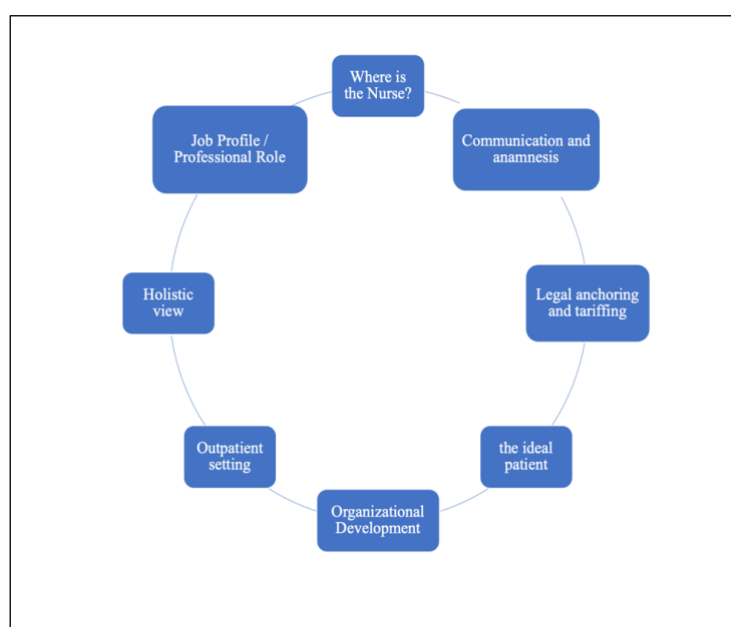 Where is
the Nurse?
Communication and
anamnesis
Legal anchoring
and tariffing
the ideal
patient
Organizational
Development
Outpatient
setting
Holistic
view
Job Profile /
Professional Role